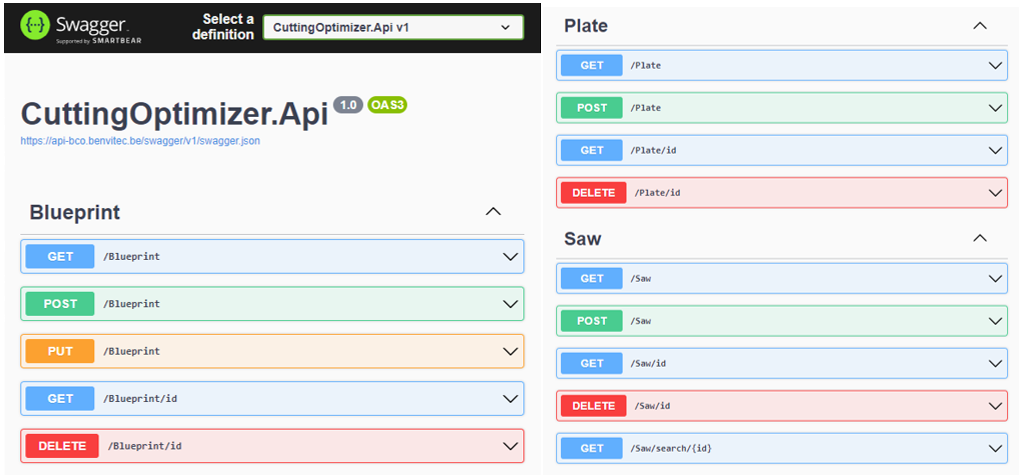 Swagger.
Supported by SMARTBEAR
Select a definition
CuttingOptimizer.Api v1
CuttingOptimizer.Api 1.0 OAS3
https://api-bco.benvitec.be/swagger/v1/swagger.json
Blueprint
GET /Blueprint
POST /Blueprint
PUT /Blueprint
GET /Blueprint/id
DELETE /Blueprint/id
Plate
GET /Plate
POST /Plate
GET /Plate/id
DELETE /Plate/id
Saw
GET /Saw
POST /Saw
GET /Saw/id
DELETE /Saw/id
GET /Saw/search/{id}